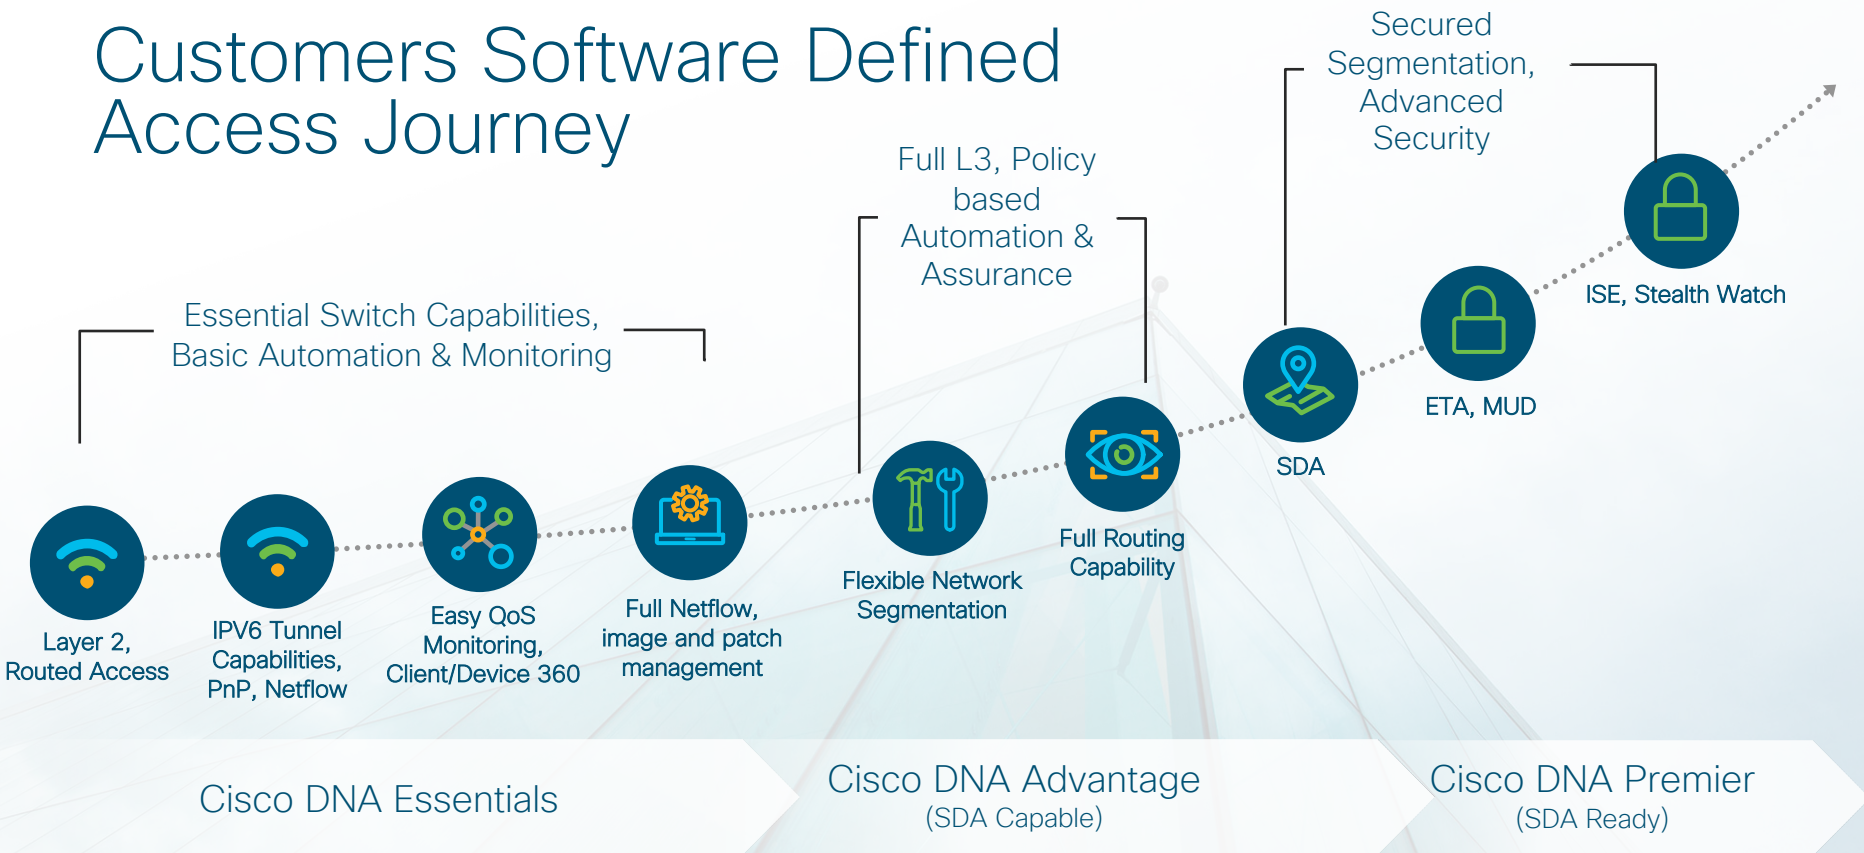 Customers Software Defined
Access Journey
Secured
Segmentation,
Advanced
Security
Full L3, Policy
based
Automation &
Assurance
Essential Switch Capabilities,
Basic Automation & Monitoring
Layer 2,
Routed Access
IPV6 Tunnel
Capabilities,
PnP, Netflow
Easy QoS
Monitoring,
Client/Device 360
Full Netflow,
image and patch
management
Flexible Network
Segmentation
Full Routing
Capability
SDA
ETA, MUD
ISE, Stealth Watch
Cisco DNA Essentials
Cisco DNA Advantage
(SDA Capable)
Cisco DNA Premier
(SDA Ready)